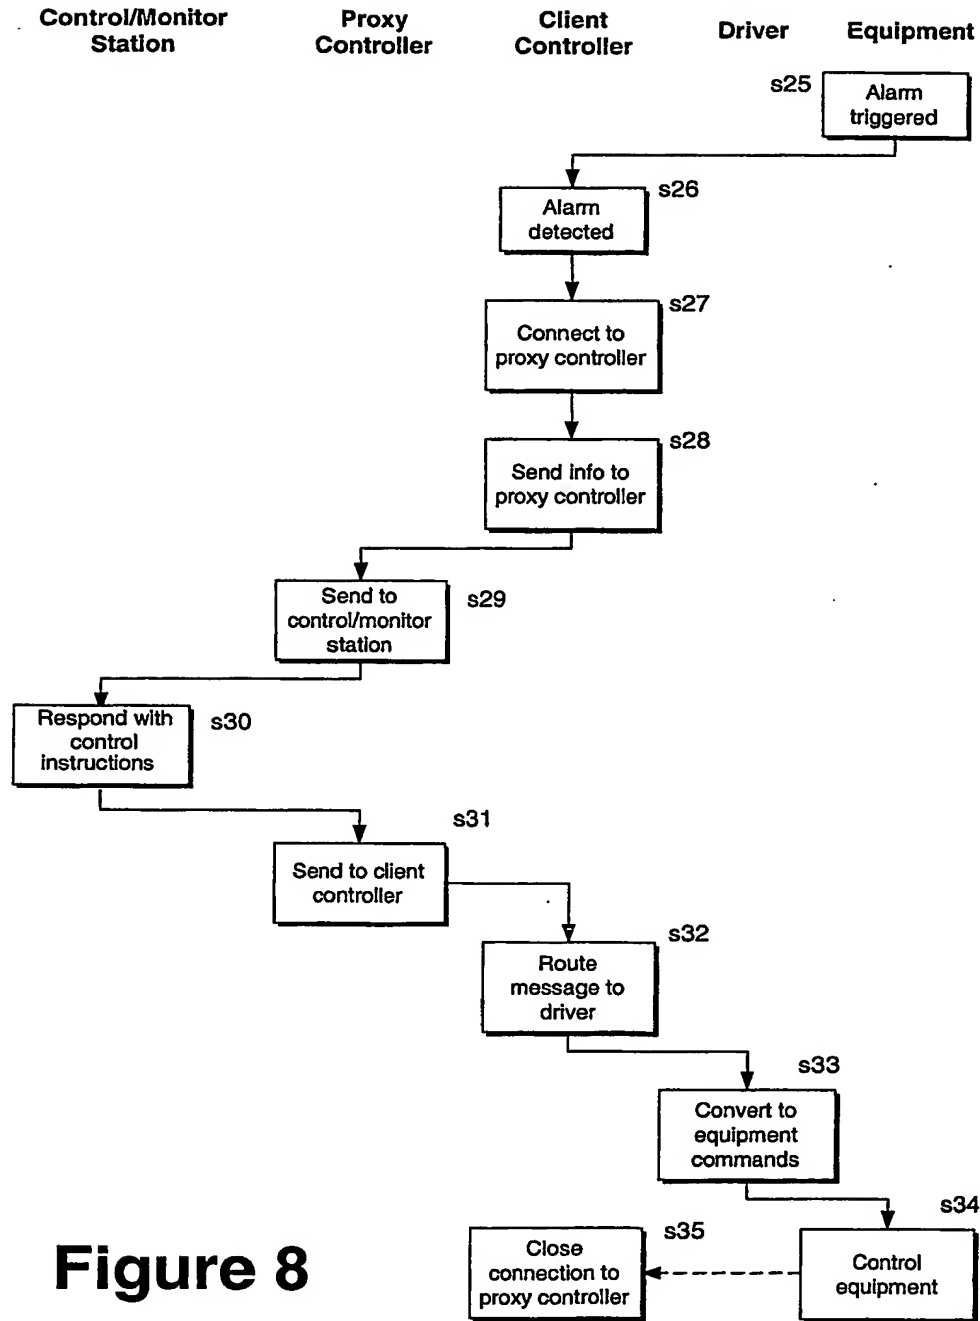 Control/Monitor
Station
Proxy
Controller
Client
Controller
Driver
Equipment
s25
Alarm
triggered
s26
Alarm
detected
s27
Connect to
proxy controller
s28
Send info to
proxy controller
s29
Send to
control/monitor
station
s30
Respond with
control
instructions
s31
Send to client
controller
s32
Route
message to
driver
s33
Convert to
equipment
commands
s34
Control
equipment
s35
Close
connection to
proxy controller
Figure 8